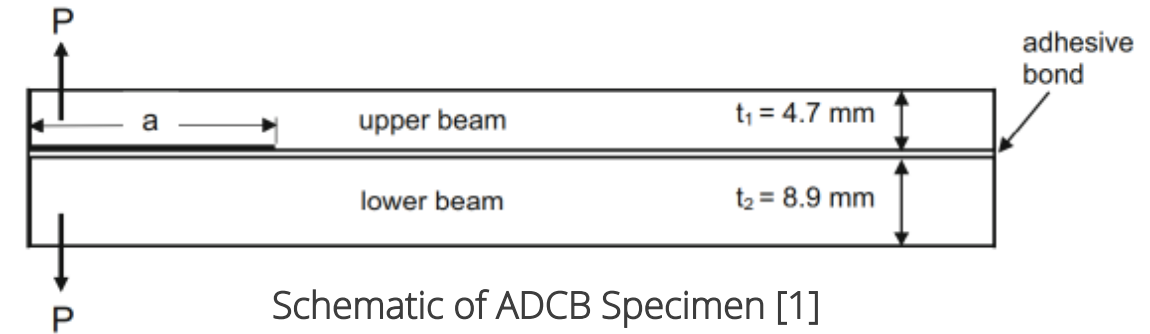 P
adhesive
bond
a
upper beam
t₁ = 4.7 mm
lower beam
t₂ = 8.9 mm
P
Schematic of ADCB Specimen [1]